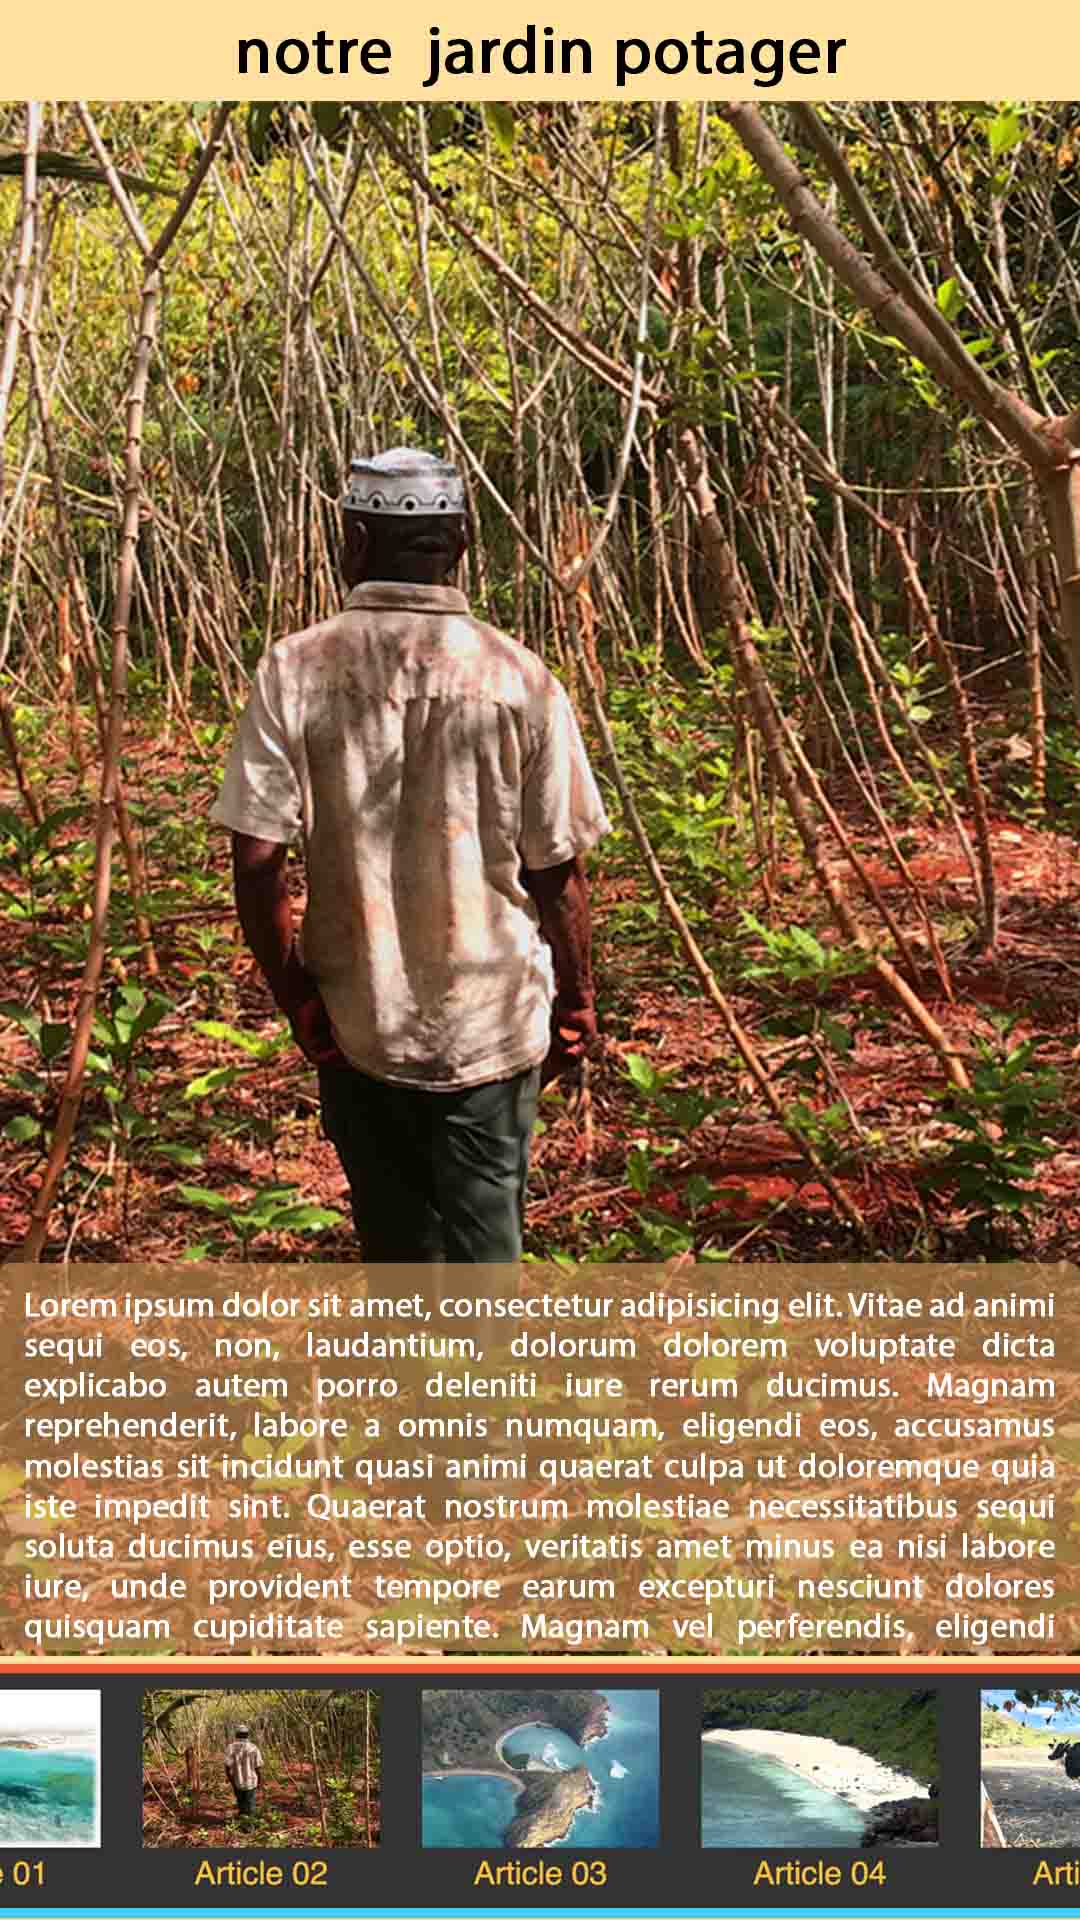 notre jardin potager
Lorem ipsum dolor sit amet, consectetur adipisicing elit. Vitae ad animi
sequi eos, non, laudantium, dolorum dolorem voluptate dicta
explicabo autem porro deleniti iure rerum ducimus. Magnam
reprehenderit, labore a omnis numquam, eligendi eos, accusamus
molestias sit incidunt quasi animi quaerat culpa ut doloremque quia
iste impedit sint. Quaerat nostrum molestiae necessitatibus sequi
soluta ducimus eius, esse optio, veritatis amet minus ea nisi labore
iure, unde provident tempore earum excepturi nesciunt dolores
quisquam cupiditate sapiente. Magnam vel perferendis, eligendi
e 01
Article 02
Article 03
Article 04
Arti